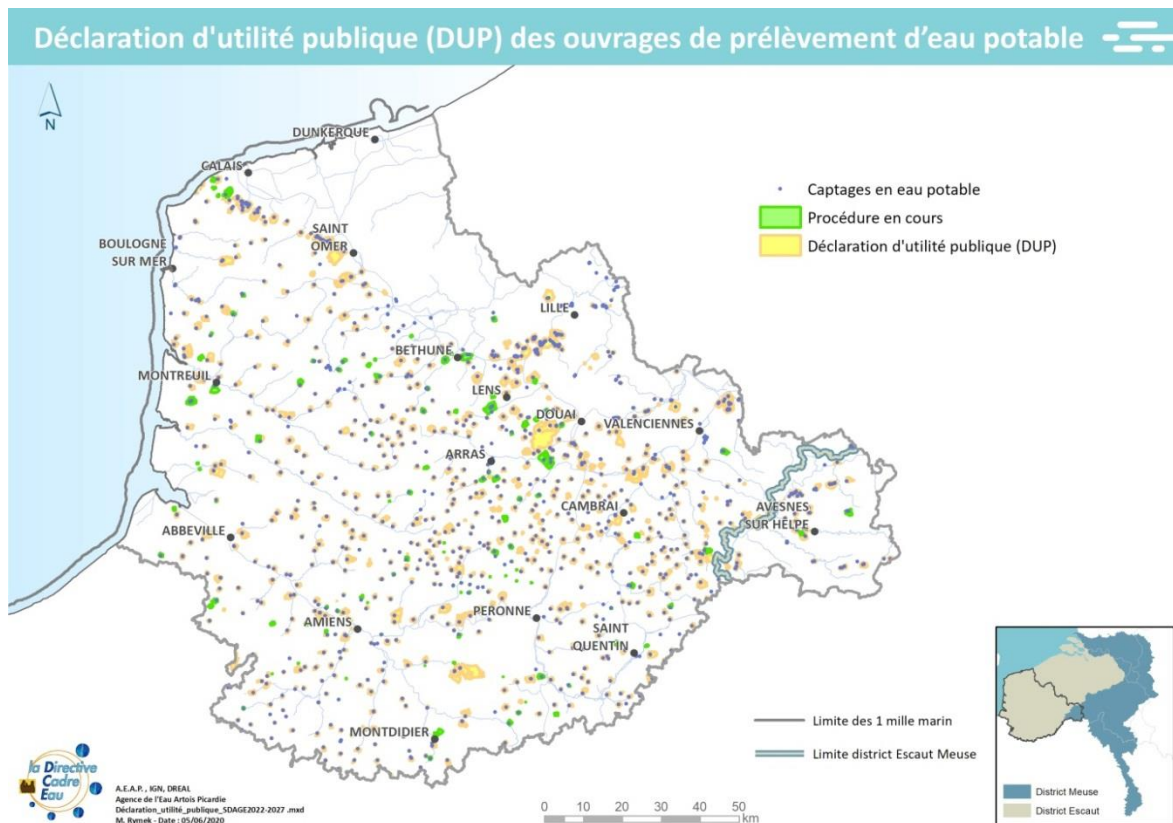 Déclaration d'utilité publique (DUP) des ouvrages de prélèvement d'eau potable
N
DUNKERQUE
CALAIS
SAINT
OMER
BOULOGNE
SUR MER
Captages en eau potable
Procédure en cours
Déclaration d'utilité publique (DUP)
LILLE
BETHUNE
MONTREUIL
LENS
DOUAI
VALENCIENNES
ARRAS
CAMBRAI
AVESNES
SUR HELPE
ABBEVILLE
PERONNE
AMIENS
SAINT
QUENTIN
MONTDIDIER
Limite des 1 mille marin
Limite district Escaut Meuse
District Meuse
District Escaut
la Directive
Cadre
Eau
A.E.A.P. , IGN, DREAL
Agence de l'Eau Artois Picardie
Déclaration_utilité_publique_SDAGE2022-2027 .mxd
M. Rymek - Date : 05/06/2020
0 10 20 30 40 50
km